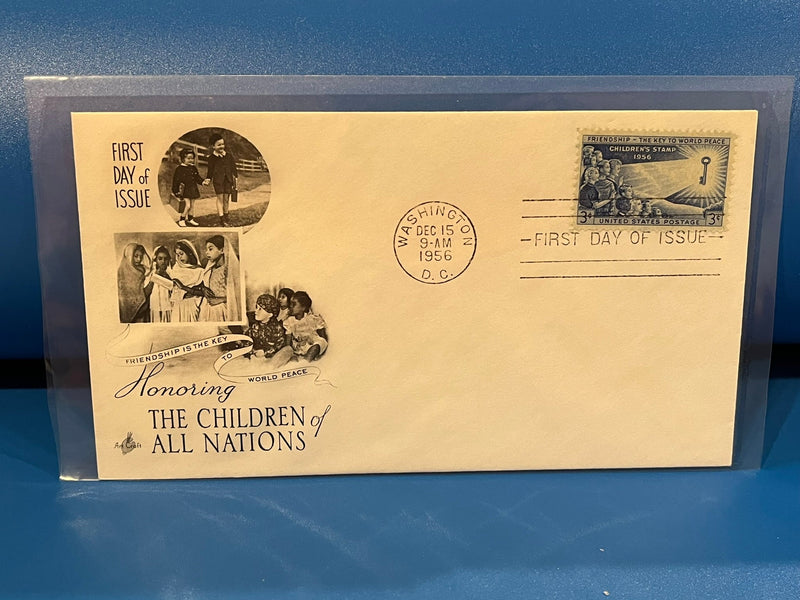 FIRST
DAY of
ISSUE
FRIENDSHIP IS THE KEY
TO
WORLD PEACE
Honoring
THE CHILDREN of
ALL NATIONS
Art Craft
WASHINGTON
DEC 15
9-AM
1956
D. C.
FRIENDSHIP - THE KEY TO WORLD PEACE
CHILDREN'S STAMP
1956
3¢ UNITED STATES POSTAGE 3¢
FIRST DAY OF ISSUE